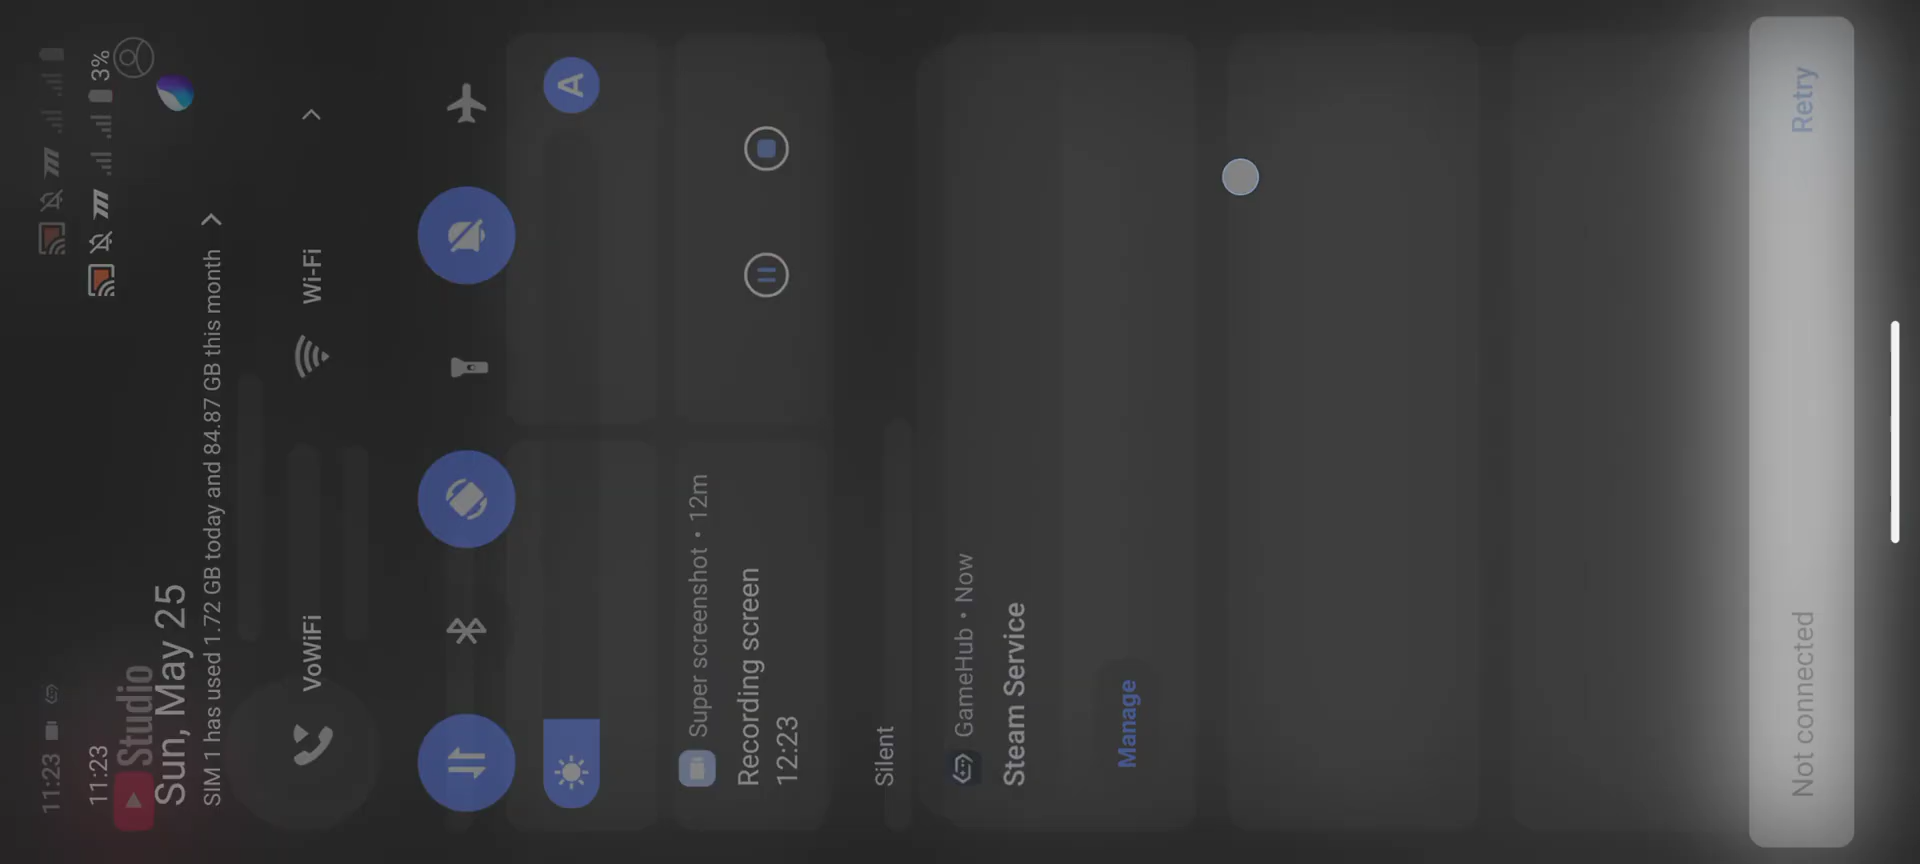 11:23
11:23
3%
Studio
Sun, May 25
SIM 1 has used 1.72 GB today and 84.87 GB this month
VoWiFi
Wi-Fi
A
Super screenshot • 12m
Recording screen
12:23
Silent
GameHub • Now
Steam Service
Manage
Not connected
Retry